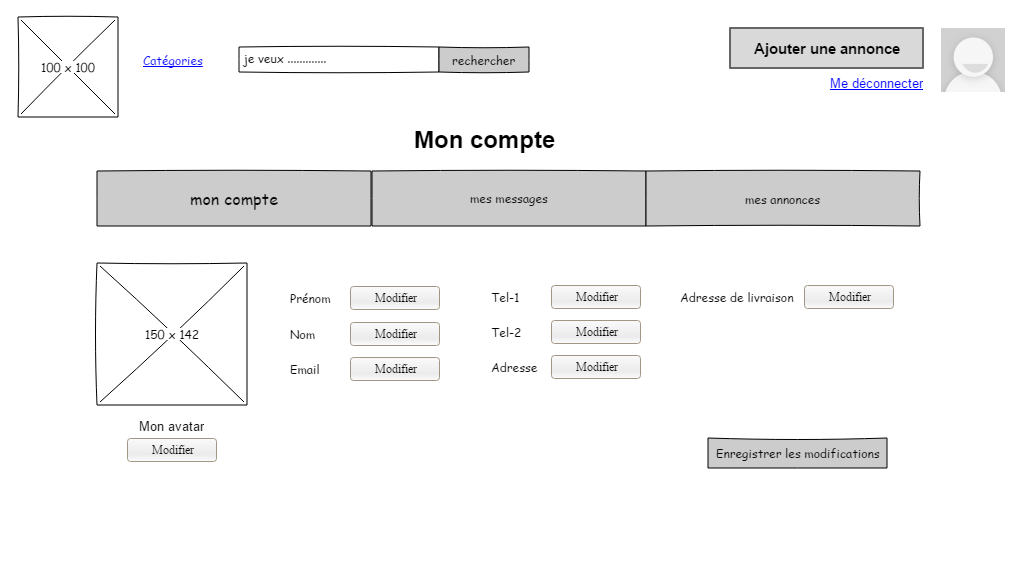 100 x 100
Catégories
je veux .............
rechercher
Ajouter une annonce
Me déconnecter
Mon compte
mon compte
mes messages
mes annonces
150 x 142
Mon avatar
Modifier
Prénom
Modifier
Nom
Modifier
Email
Modifier
Tel-1
Modifier
Tel-2
Modifier
Adresse
Modifier
Adresse de livraison
Modifier
Enregistrer les modifications